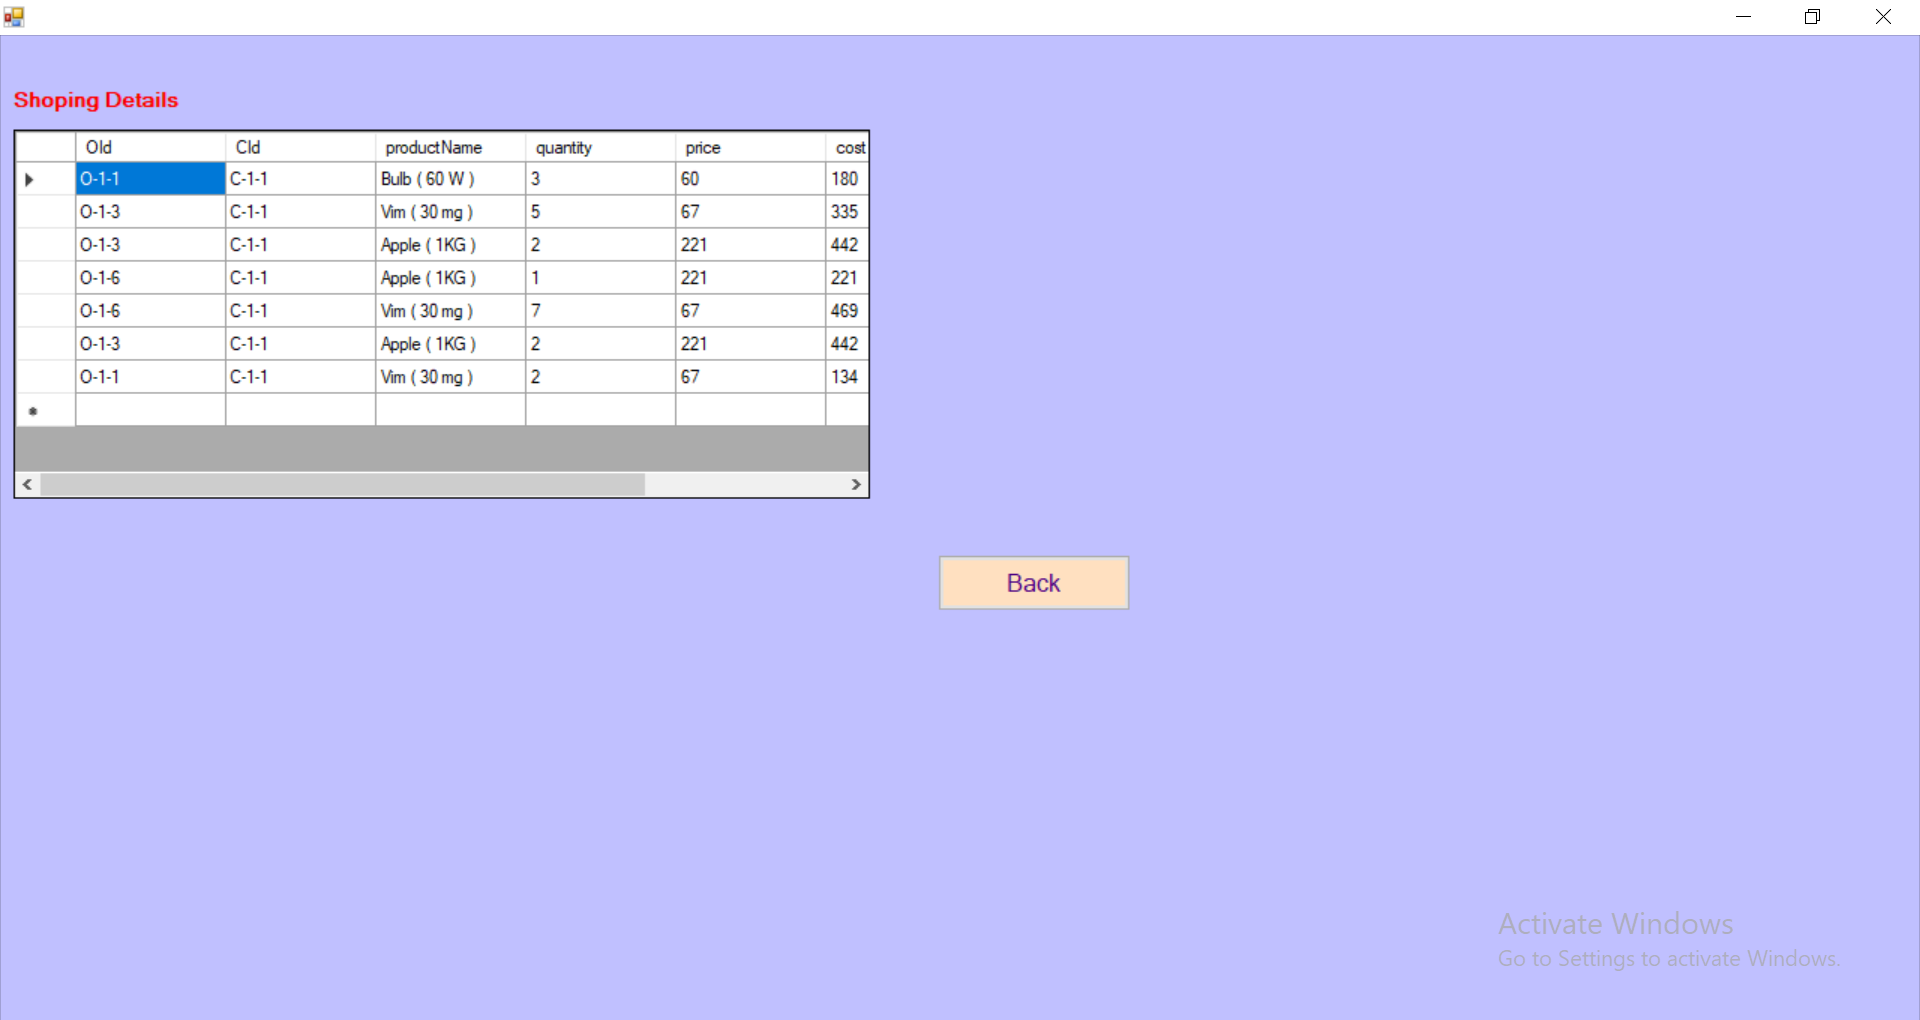 Shoping Details
OId CId productName quantity price cost
O-1-1 C-1-1 Bulb ( 60 W ) 3 60 180
O-1-3 C-1-1 Vim ( 30 mg ) 5 67 335
O-1-3 C-1-1 Apple ( 1KG ) 2 221 442
O-1-6 C-1-1 Apple ( 1KG ) 1 221 221
O-1-6 C-1-1 Vim ( 30 mg ) 7 67 469
O-1-3 C-1-1 Apple ( 1KG ) 2 221 442
O-1-1 C-1-1 Vim ( 30 mg ) 2 67 134
Back
Activate Windows
Go to Settings to activate Windows.